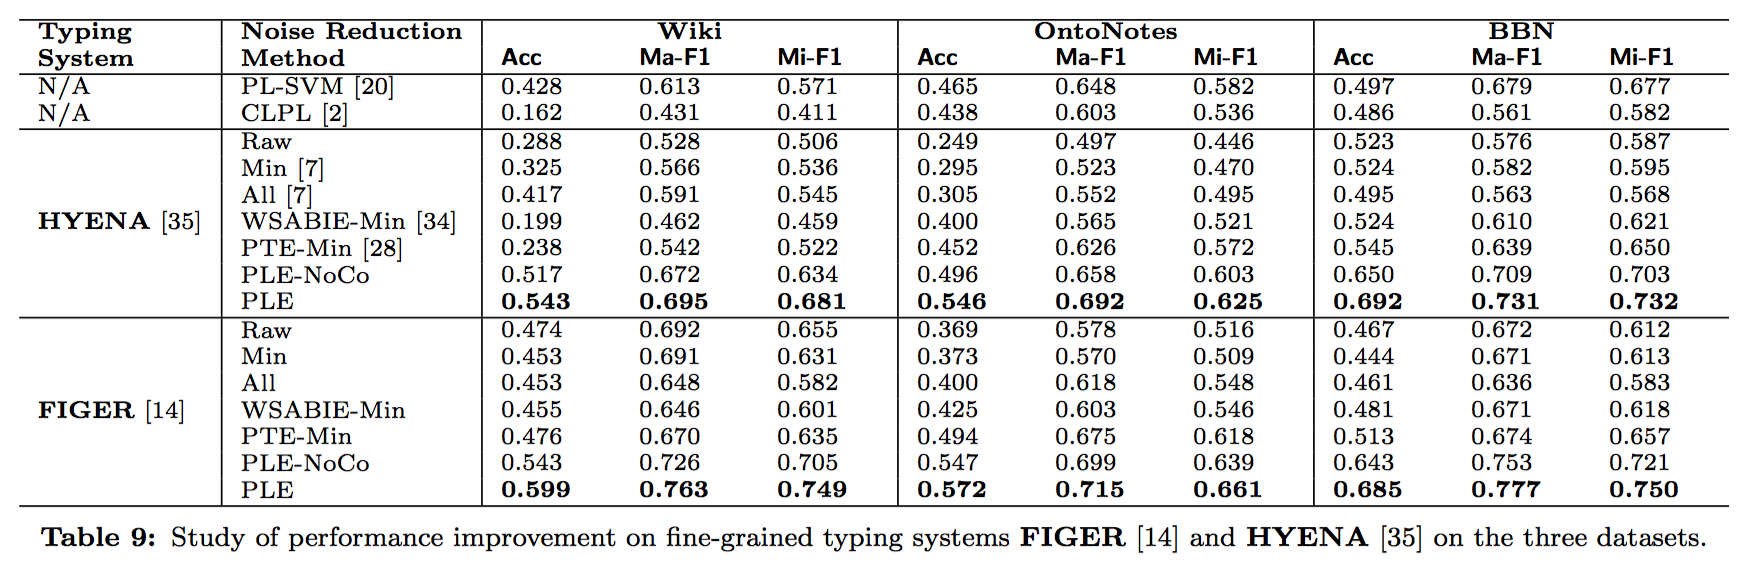 Typing Noise Reduction Wiki OntoNotes BBN
System Method Acc Ma-F1 Mi-F1 Acc Ma-F1 Mi-F1 Acc Ma-F1 Mi-F1
N/A PL-SVM [20] 0.428 0.613 0.571 0.465 0.648 0.582 0.497 0.679 0.677
N/A CLPL [2] 0.162 0.431 0.411 0.438 0.603 0.536 0.486 0.561 0.582
Raw 0.288 0.528 0.506 0.249 0.497 0.446 0.523 0.576 0.587
Min [7] 0.325 0.566 0.536 0.295 0.523 0.470 0.524 0.582 0.595
All [7] 0.417 0.591 0.545 0.305 0.552 0.495 0.495 0.563 0.568
HYENA [35] WSABIE-Min [34] 0.199 0.462 0.459 0.400 0.565 0.521 0.524 0.610 0.621
PTE-Min [28] 0.238 0.542 0.522 0.452 0.626 0.572 0.545 0.639 0.650
PLE-NoCo 0.517 0.672 0.634 0.496 0.658 0.603 0.650 0.709 0.703
PLE 0.543 0.695 0.681 0.546 0.692 0.625 0.692 0.731 0.732
Raw 0.474 0.692 0.655 0.369 0.578 0.516 0.467 0.672 0.612
Min 0.453 0.691 0.631 0.373 0.570 0.509 0.444 0.671 0.613
All 0.453 0.648 0.582 0.400 0.618 0.548 0.461 0.636 0.583
FIGER [14] WSABIE-Min 0.455 0.646 0.601 0.425 0.603 0.546 0.481 0.671 0.618
PTE-Min 0.476 0.670 0.635 0.494 0.675 0.618 0.513 0.674 0.657
PLE-NoCo 0.543 0.726 0.705 0.547 0.699 0.639 0.643 0.753 0.721
PLE 0.599 0.763 0.749 0.572 0.715 0.661 0.685 0.777 0.750
Table 9: Study of performance improvement on fine-grained typing systems FIGER [14] and HYENA [35] on the three datasets.